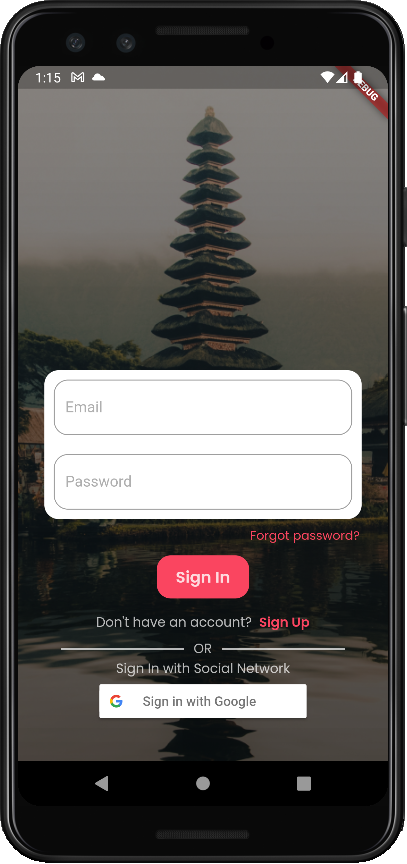 1:15
DEBUG
Email
Password
Forgot password?
Sign In
Don't have an account? Sign Up
OR
Sign In with Social Network
Sign in with Google